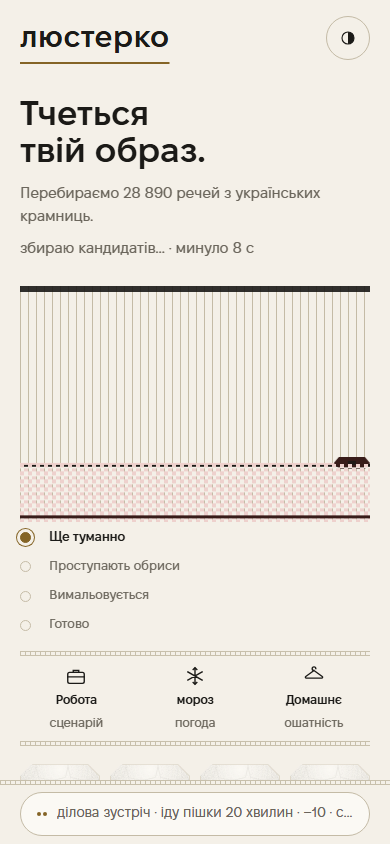 люстерко
Тчеться
твій образ.
Перебираємо 28 890 речей з українських
крамниць.
збираю кандидатів… · минуло 8 с
Ще туманно
Проступають обриси
Вимальовується
Готово
Робота мороз Домашнє
сценарій погода ошатність
ділова зустріч · іду пішки 20 хвилин · −10 · с…